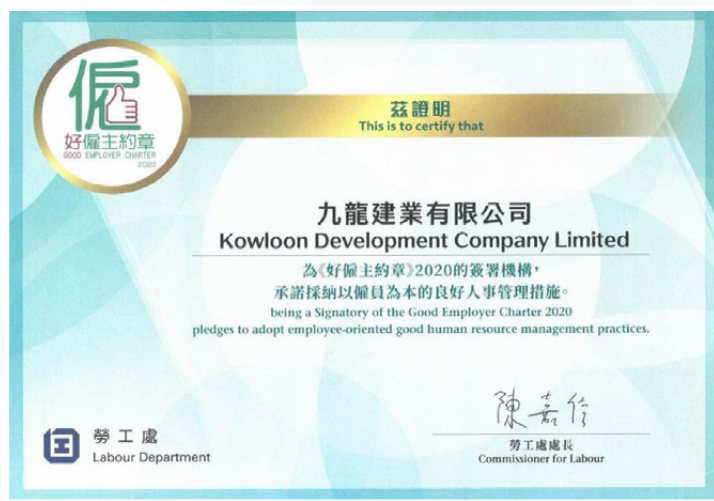 僱
好僱主約章
GOOD EMPLOYER CHARTER
2020
茲證明
This is to certify that
九龍建業有限公司
Kowloon Development Company Limited
為《好僱主約章》2020的簽署機構，
承諾採納以僱員為本的良好人事管理措施。
being a Signatory of the Good Employer Charter 2020
pledges to adopt employee-oriented good human resource management practices.
陳嘉信
勞工處處長
Commissioner for Labour
勞工處
Labour Department